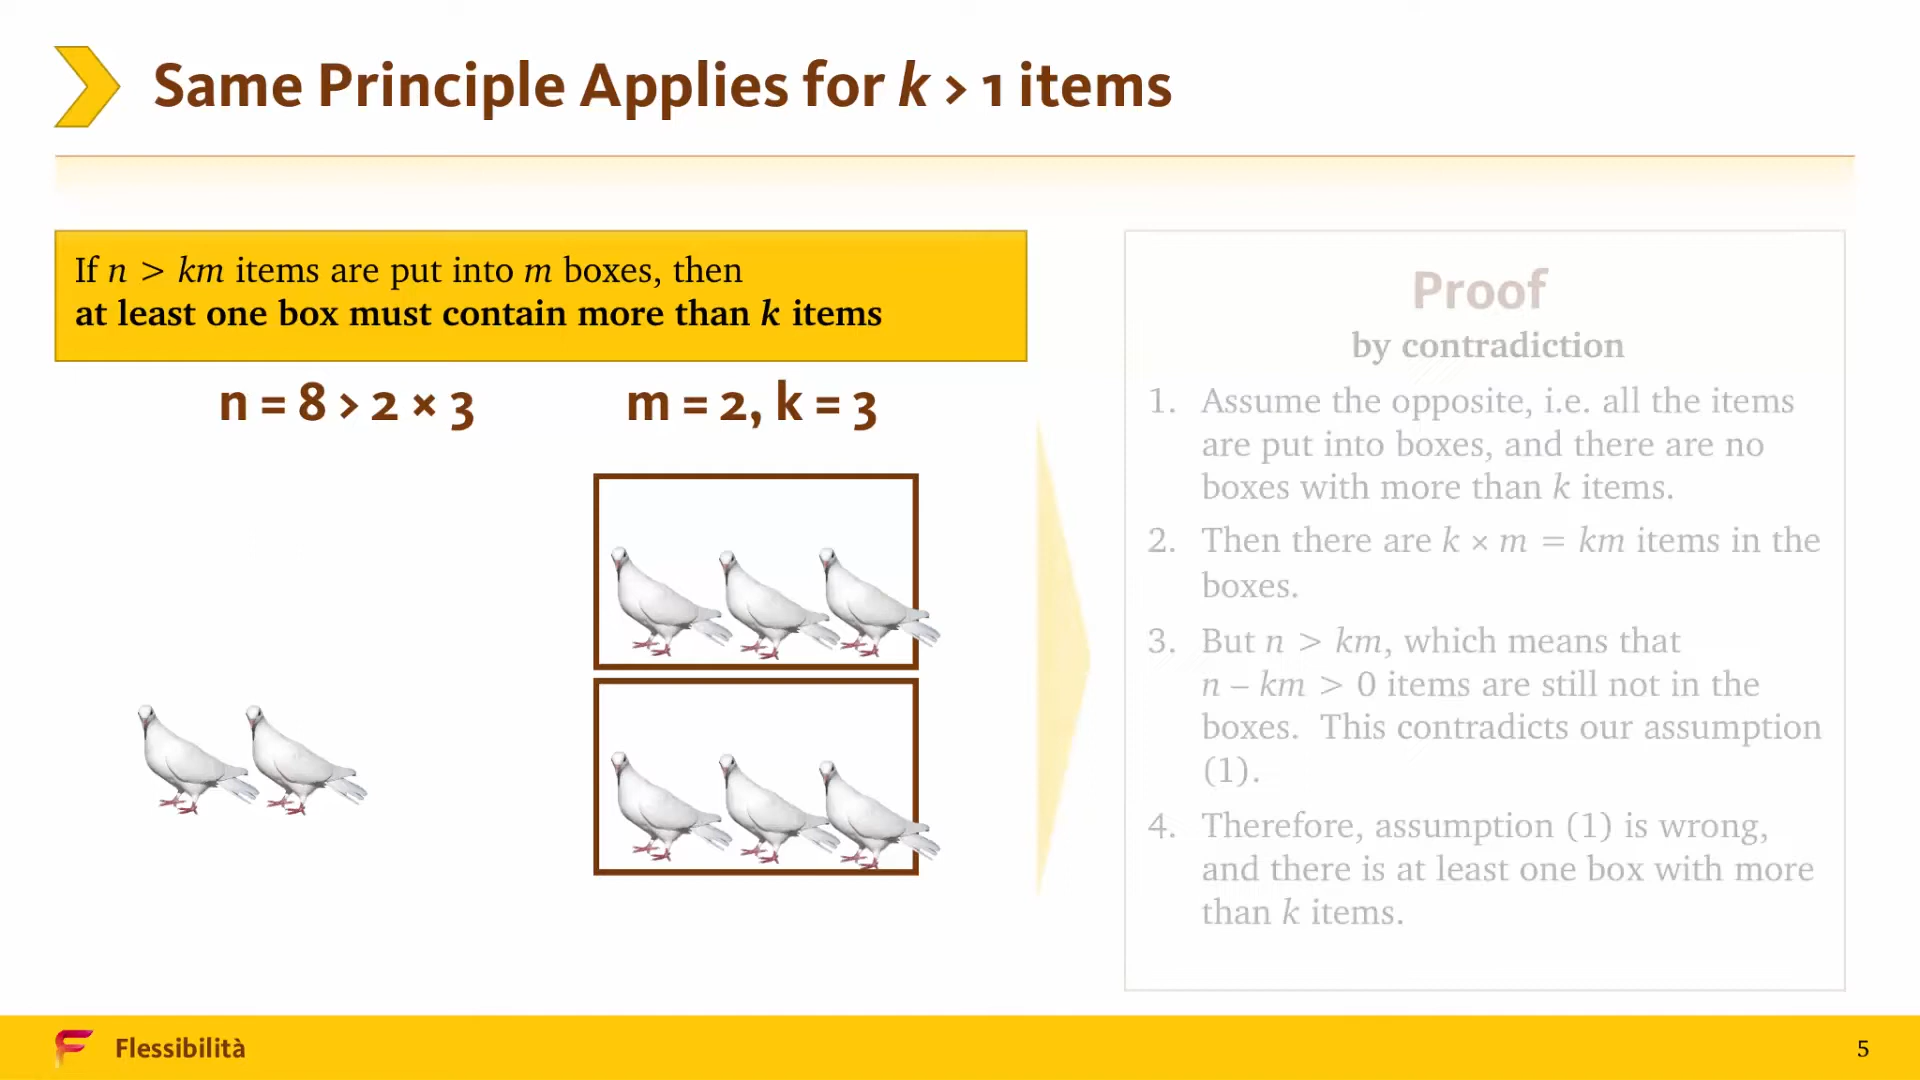 Same Principle Applies for k > 1 items
If n > km items are put into m boxes, then
at least one box must contain more than k items
n = 8 > 2 × 3
m = 2, k = 3
Proof
by contradiction
1. Assume the opposite, i.e. all the items
are put into boxes, and there are no
boxes with more than k items.
2. Then there are k × m = km items in the
boxes.
3. But n > km, which means that
n – km > 0 items are still not in the
boxes. This contradicts our assumption
(1).
4. Therefore, assumption (1) is wrong,
and there is at least one box with more
than k items.
Flessibilità
5